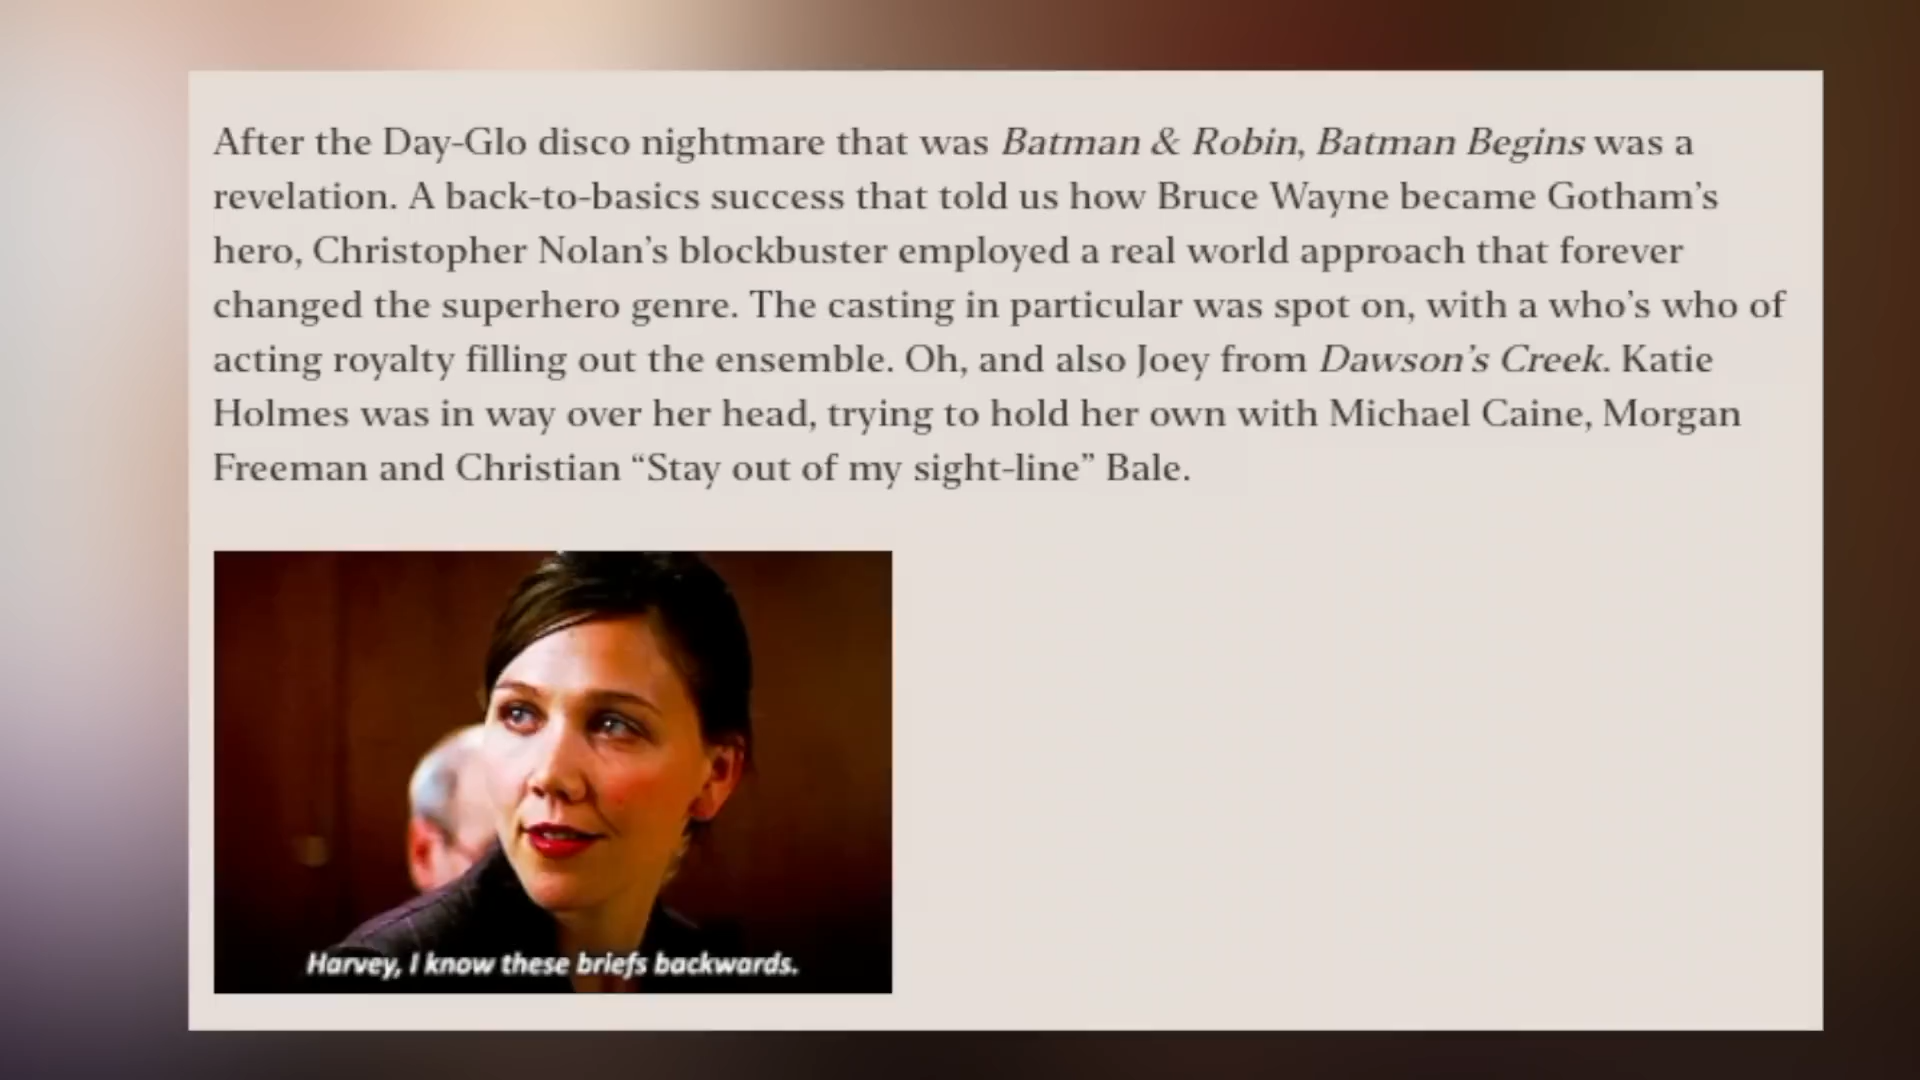 After the Day-Glo disco nightmare that was Batman & Robin, Batman Begins was a
revelation. A back-to-basics success that told us how Bruce Wayne became Gotham’s
hero, Christopher Nolan’s blockbuster employed a real world approach that forever
changed the superhero genre. The casting in particular was spot on, with a who’s who of
acting royalty filling out the ensemble. Oh, and also Joey from Dawson’s Creek. Katie
Holmes was in way over her head, trying to hold her own with Michael Caine, Morgan
Freeman and Christian “Stay out of my sight-line” Bale.
Harvey, I know these briefs backwards.